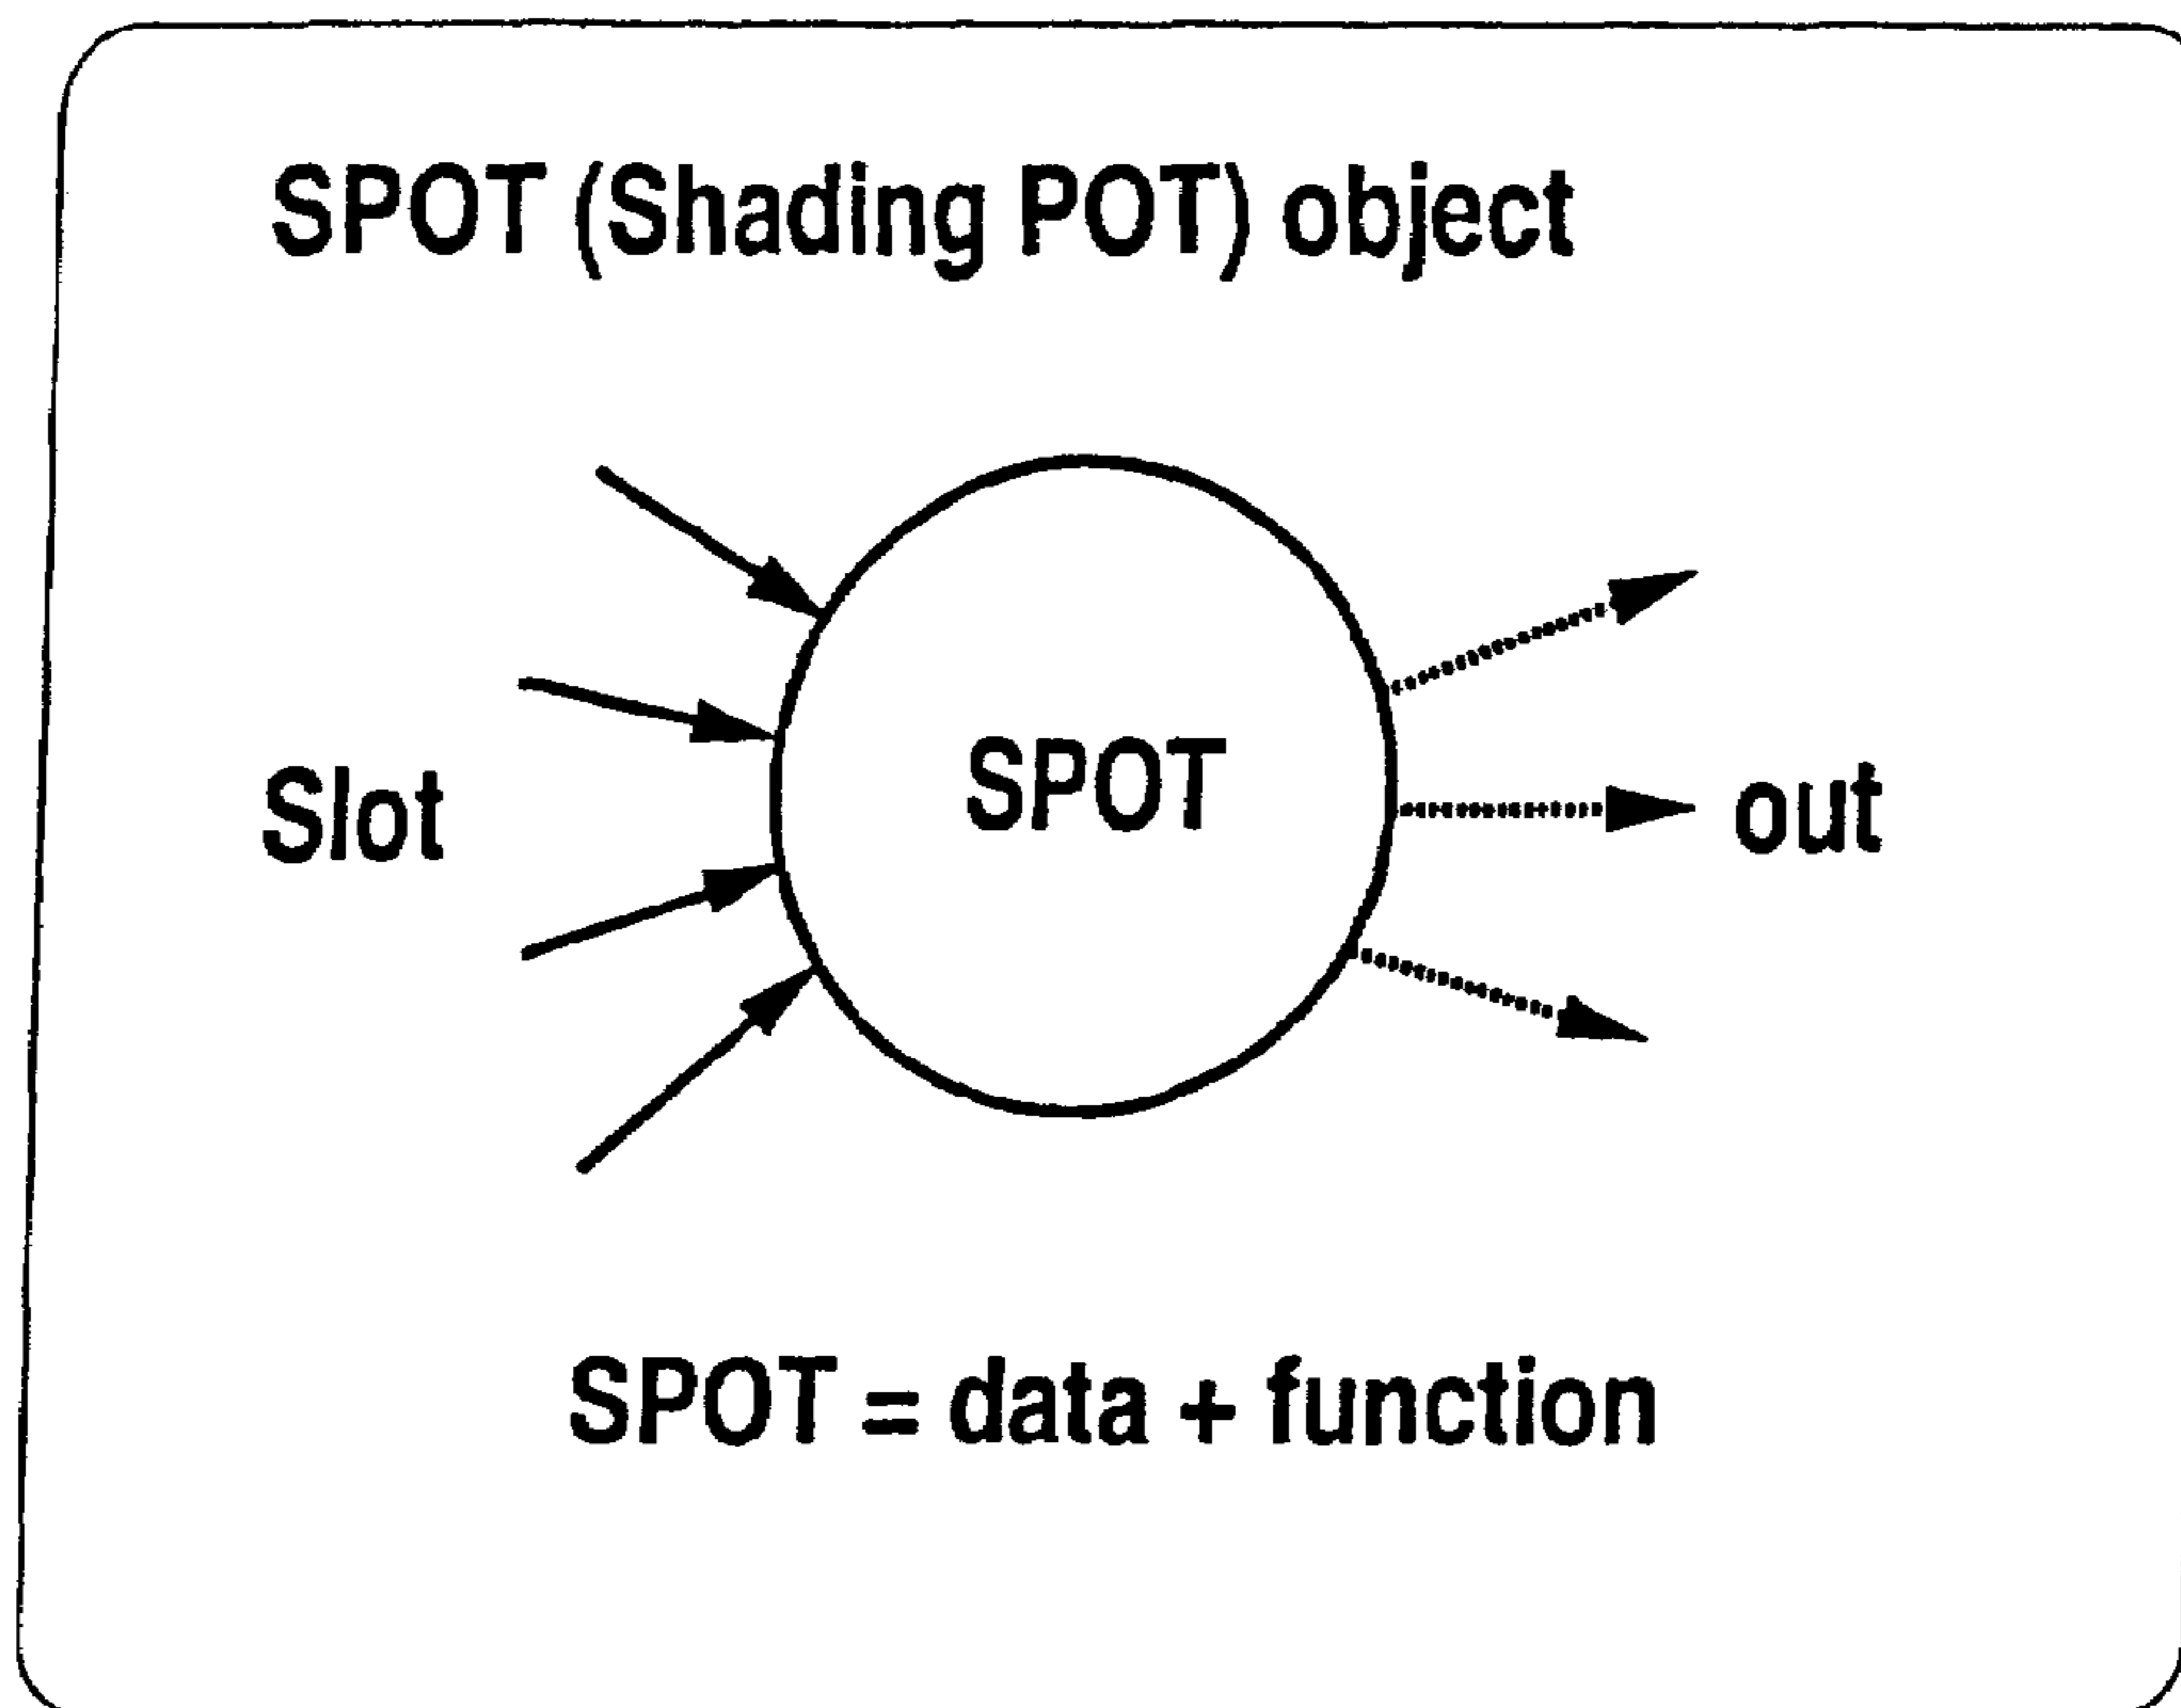 SPOT (Shading POT) object
SPOT
Slot
out
SPOT = data + function